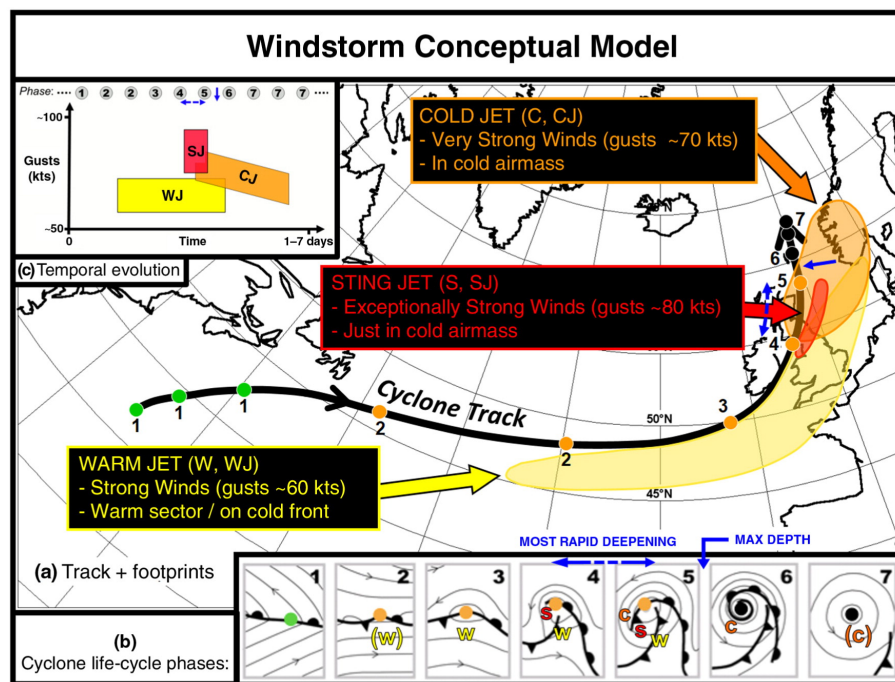 Windstorm Conceptual Model
Phase: ···· 1 2 2 3 4 5 6 7 7 7 ····
~100
Gusts
(kts)
SJ
CJ
WJ
~50
0
Time
1–7 days
(c) Temporal evolution
COLD JET (C, CJ)
- Very Strong Winds (gusts ~70 kts)
- In cold airmass
STING JET (S, SJ)
- Exceptionally Strong Winds (gusts ~80 kts)
- Just in cold airmass
7
6
5
4
3
2
2
1
1
1
Cyclone Track
50°N
45°N
WARM JET (W, WJ)
- Strong Winds (gusts ~60 kts)
- Warm sector / on cold front
(a) Track + footprints
MOST RAPID DEEPENING
MAX DEPTH
(b)
Cyclone life-cycle phases:
1 2 3 4 5 6 7
(W) W S W C S W C (C)